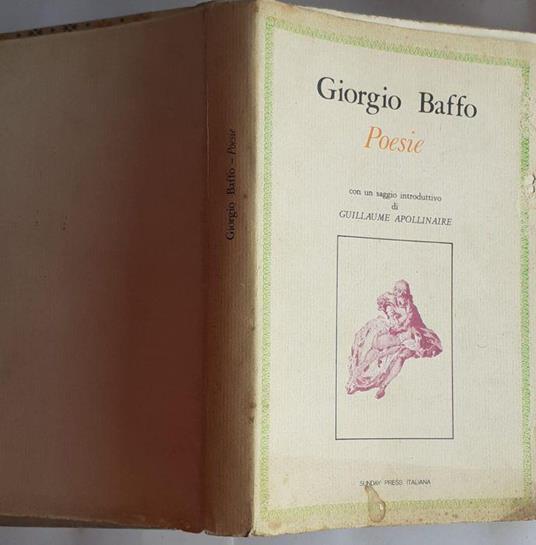 Giorgio Baffo – Poesie
Giorgio Baffo
Poesie
con un saggio introduttivo
di
GUILLAUME APOLLINAIRE
SUNDAY PRESS ITALIANA